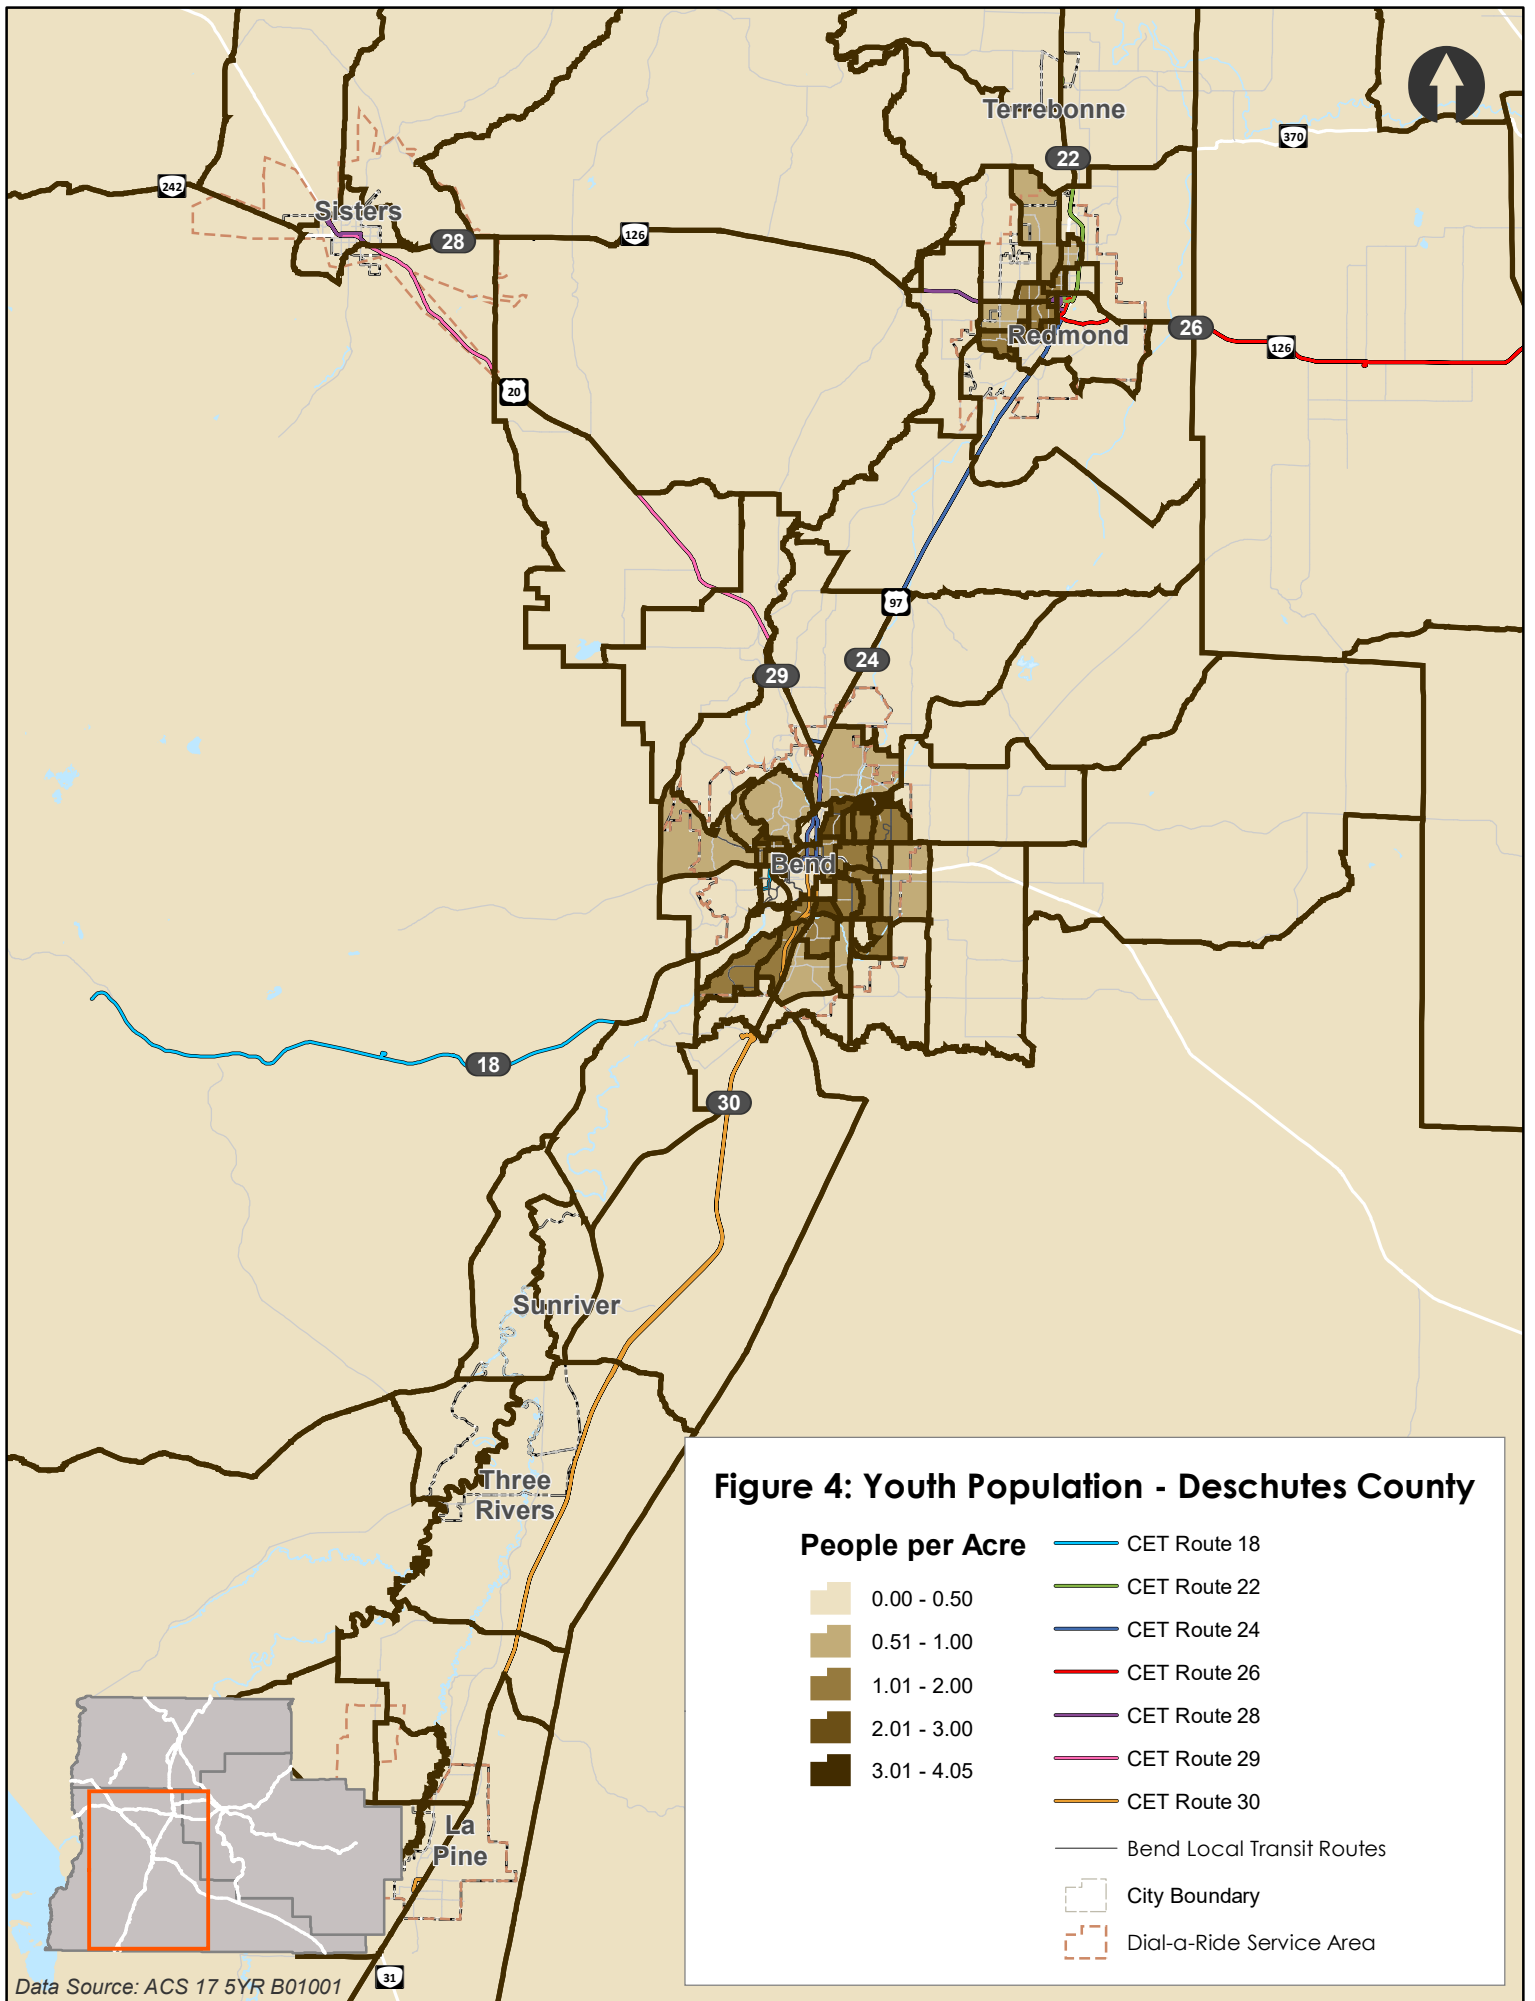 Terrebonne
370
22
242
Sisters
28
126
Redmond
26
126
20
97
24
29
Bend
18
30
Sunriver
Three
Rivers
La
Pine
31
Figure 4: Youth Population - Deschutes County
People per Acre
0.00 - 0.50
0.51 - 1.00
1.01 - 2.00
2.01 - 3.00
3.01 - 4.05
CET Route 18
CET Route 22
CET Route 24
CET Route 26
CET Route 28
CET Route 29
CET Route 30
Bend Local Transit Routes
City Boundary
Dial-a-Ride Service Area
Data Source: ACS 17 5YR B01001